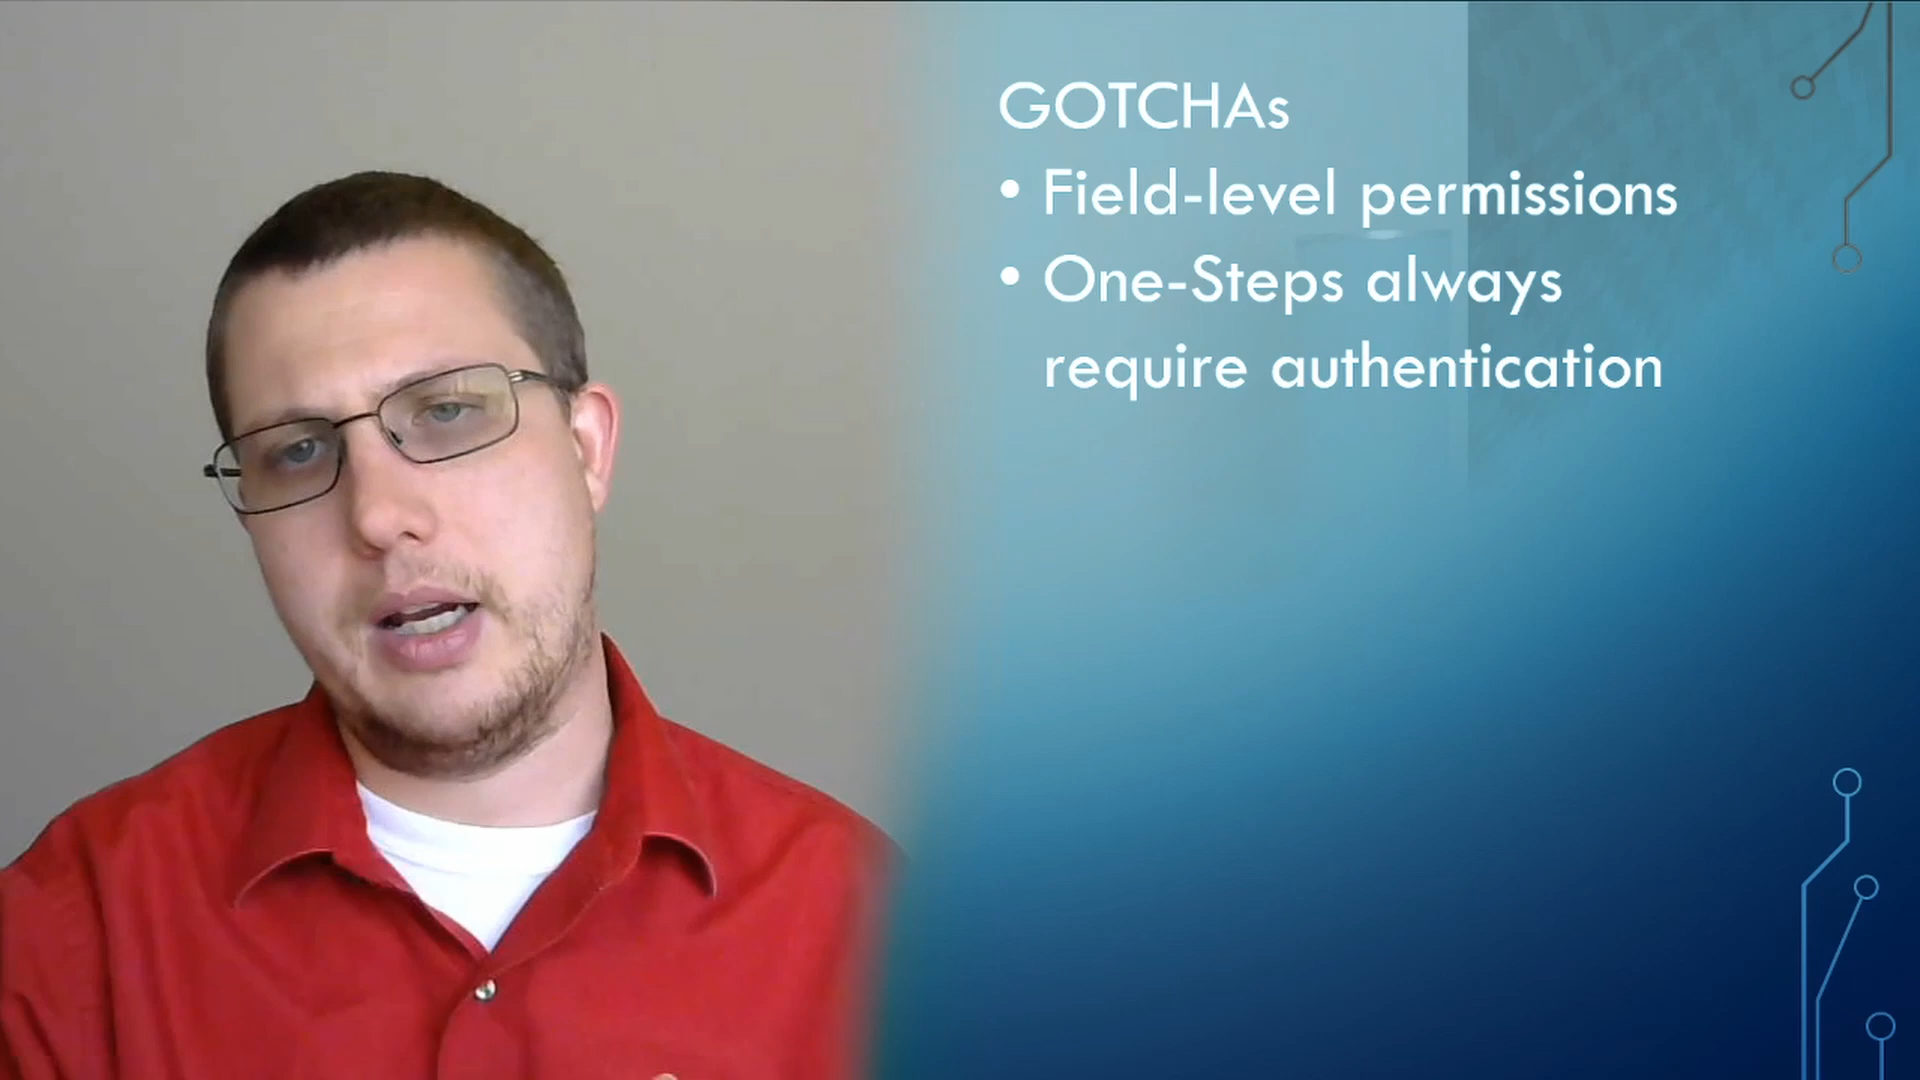 GOTCHAs
• Field-level permissions
• One-Steps always
require authentication